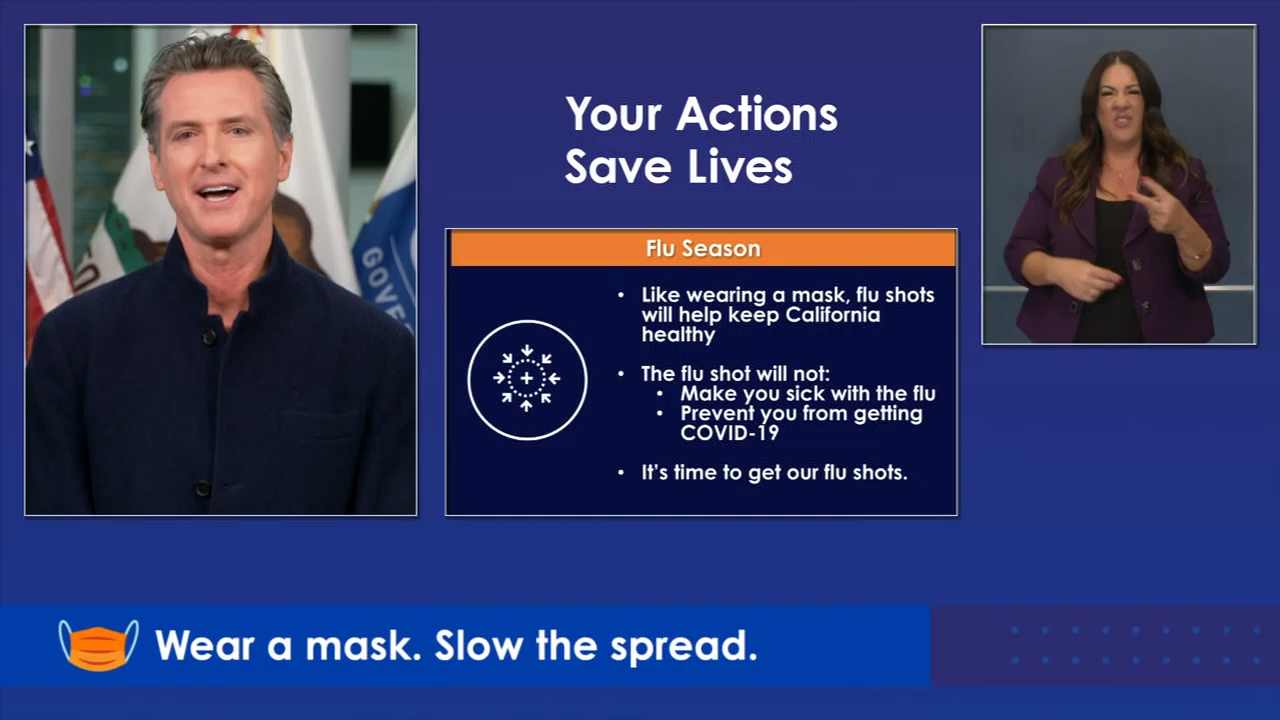 Your Actions
Save Lives
GOVE
Flu Season
• Like wearing a mask, flu shots
will help keep California
healthy
• The flu shot will not:
• Make you sick with the flu
• Prevent you from getting
COVID-19
• It's time to get our flu shots.
Wear a mask. Slow the spread.